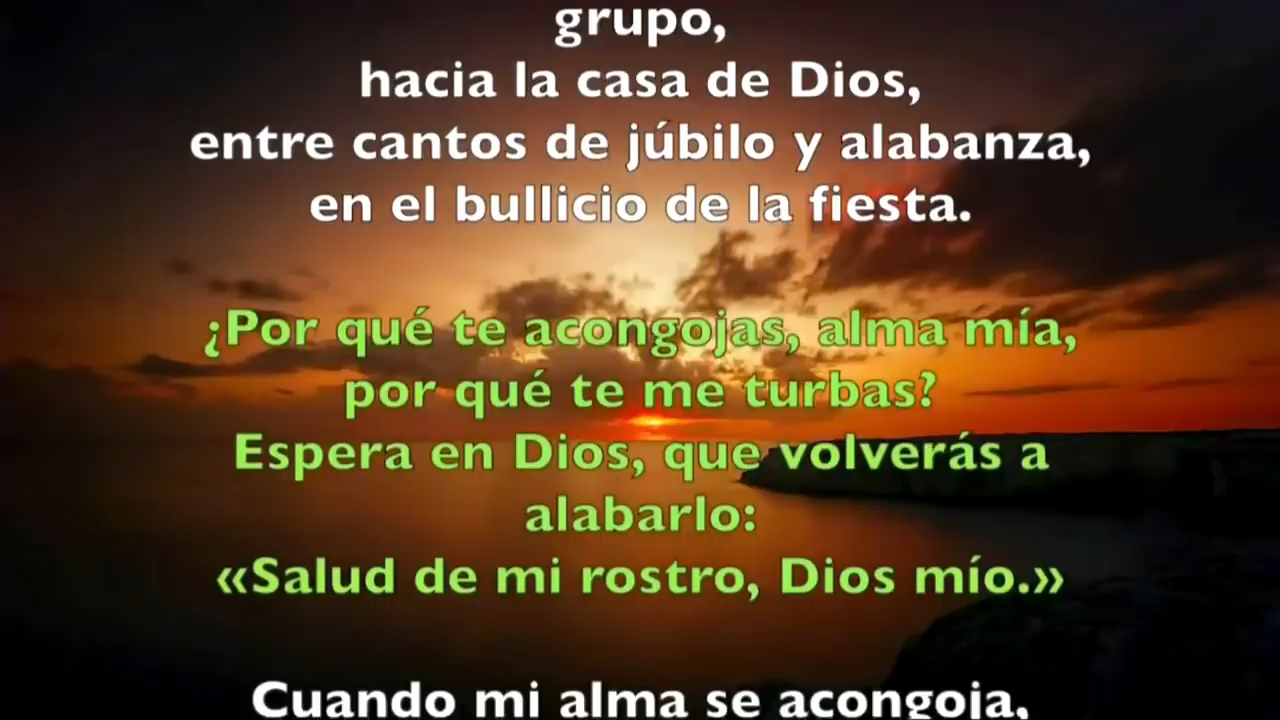 grupo,
hacia la casa de Dios,
entre cantos de júbilo y alabanza,
en el bullicio de la fiesta.
¿Por qué te acongojas, alma mía,
por qué te me turbas?
Espera en Dios, que volverás a
alabarlo:
«Salud de mi rostro, Dios mío.»
Cuando mi alma se acongoja,